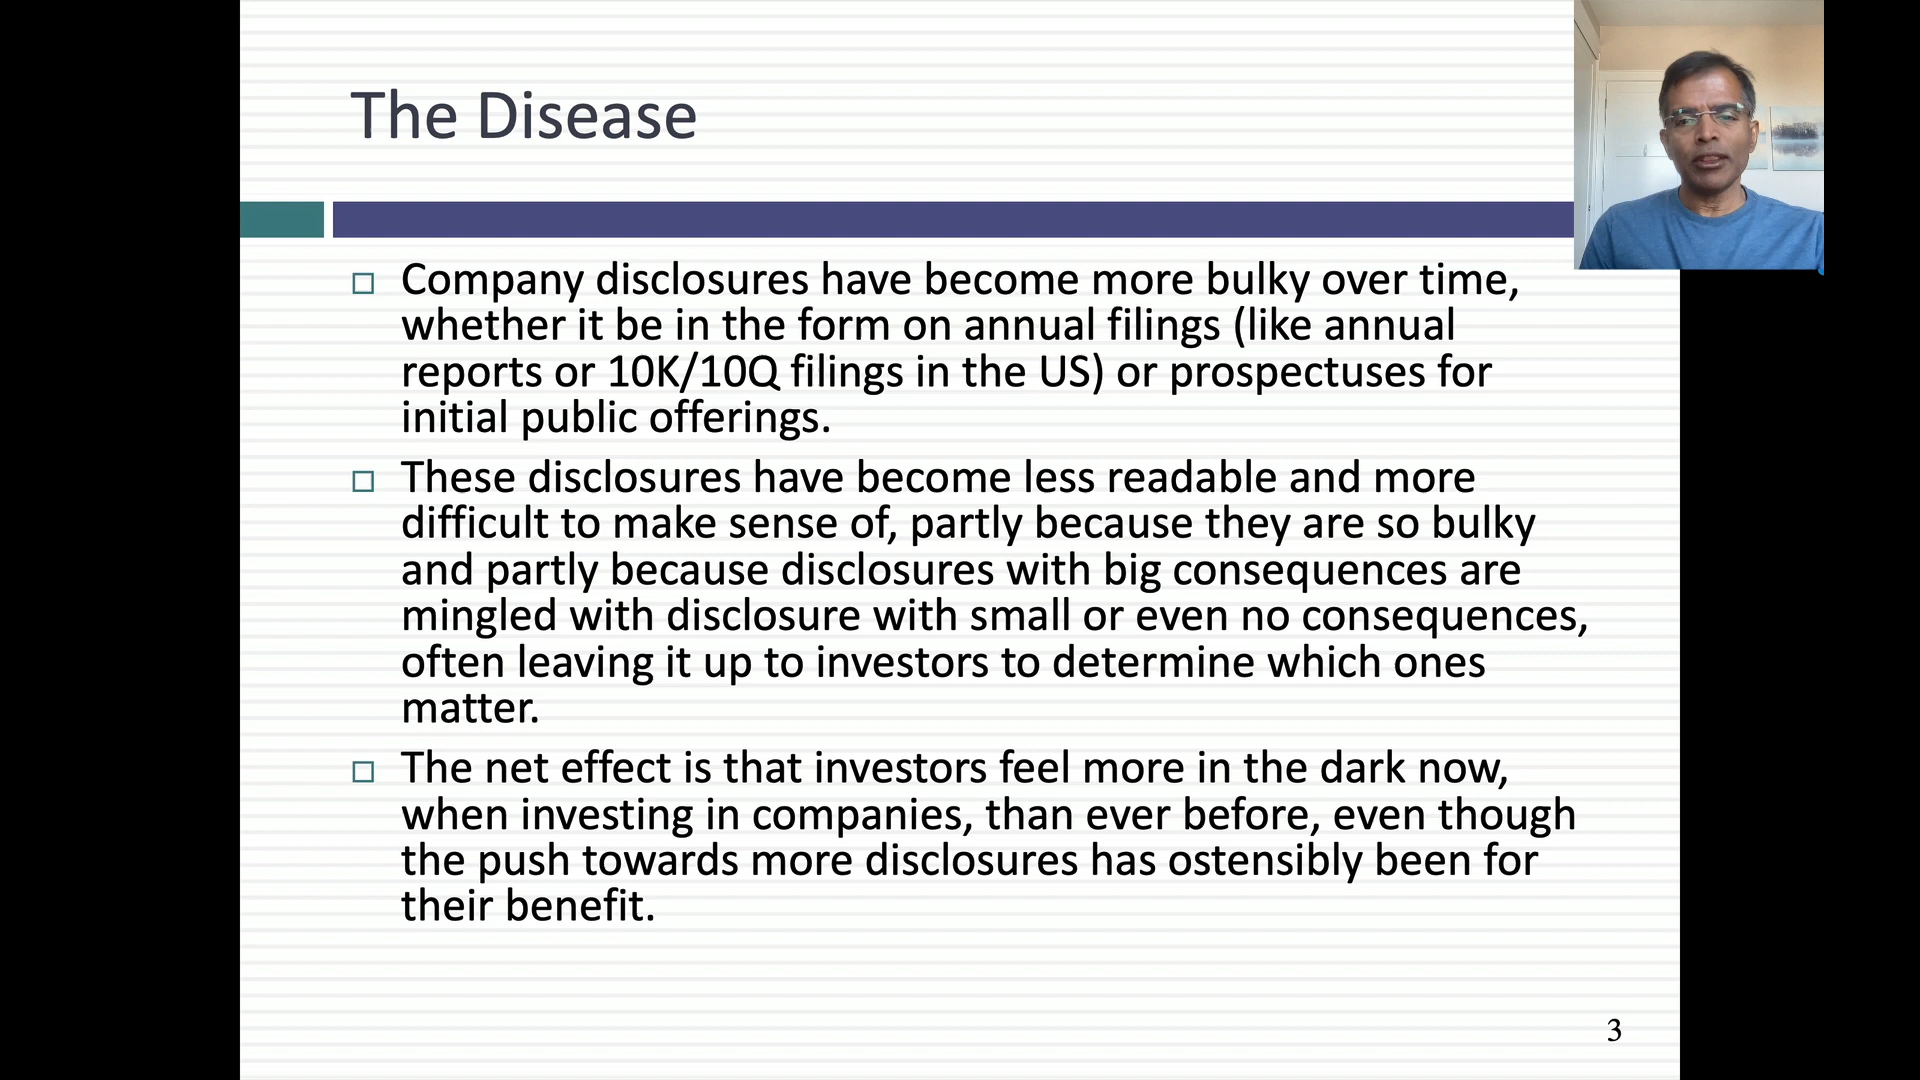 The Disease
Company disclosures have become more bulky over time,
whether it be in the form on annual filings (like annual
reports or 10K/10Q filings in the US) or prospectuses for
initial public offerings.
These disclosures have become less readable and more
difficult to make sense of, partly because they are so bulky
and partly because disclosures with big consequences are
mingled with disclosure with small or even no consequences,
often leaving it up to investors to determine which ones
matter.
The net effect is that investors feel more in the dark now,
when investing in companies, than ever before, even though
the push towards more disclosures has ostensibly been for
their benefit.
3